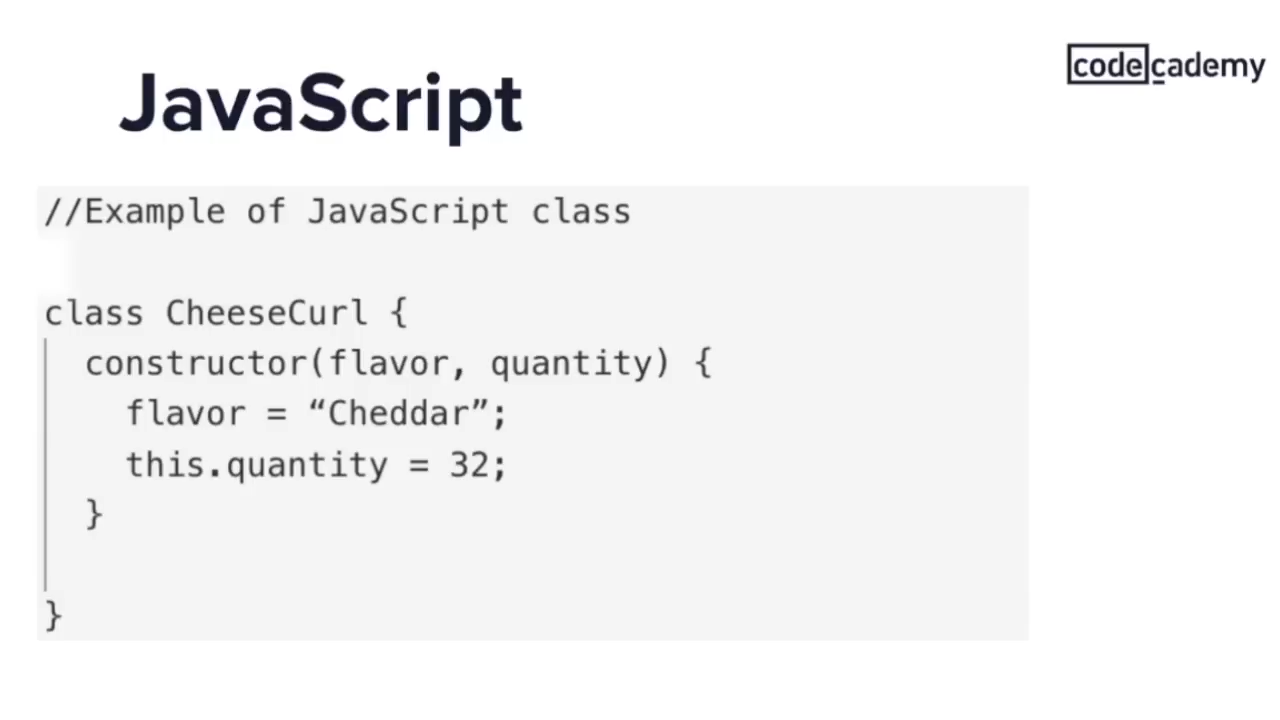 JavaScript
codecademy
//Example of JavaScript class
class CheeseCurl {
constructor(flavor, quantity) {
flavor = “Cheddar”;
this.quantity = 32;
}
}